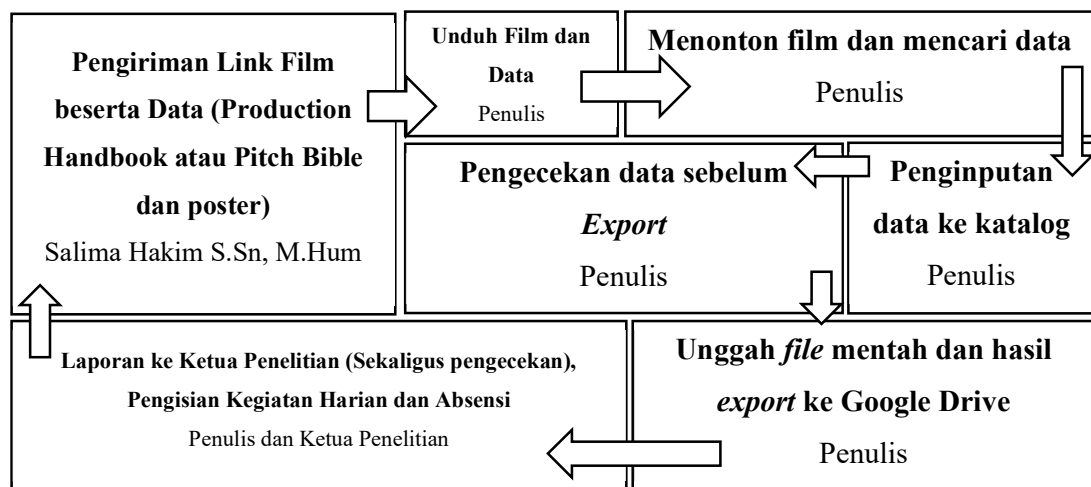 Pengiriman Link Film
beserta Data (Production
Handbook atau Pitch Bible
dan poster)
Salima Hakim S.Sn, M.Hum
Unduh Film dan
Data
Penulis
Menonton film dan mencari data
Penulis
Penginputan
data ke katalog
Penulis
Pengecekan data sebelum
Export
Penulis
Unggah file mentah dan hasil
export ke Google Drive
Penulis
Laporan ke Ketua Penelitian (Sekaligus pengecekan),
Pengisian Kegiatan Harian dan Absensi
Penulis dan Ketua Penelitian